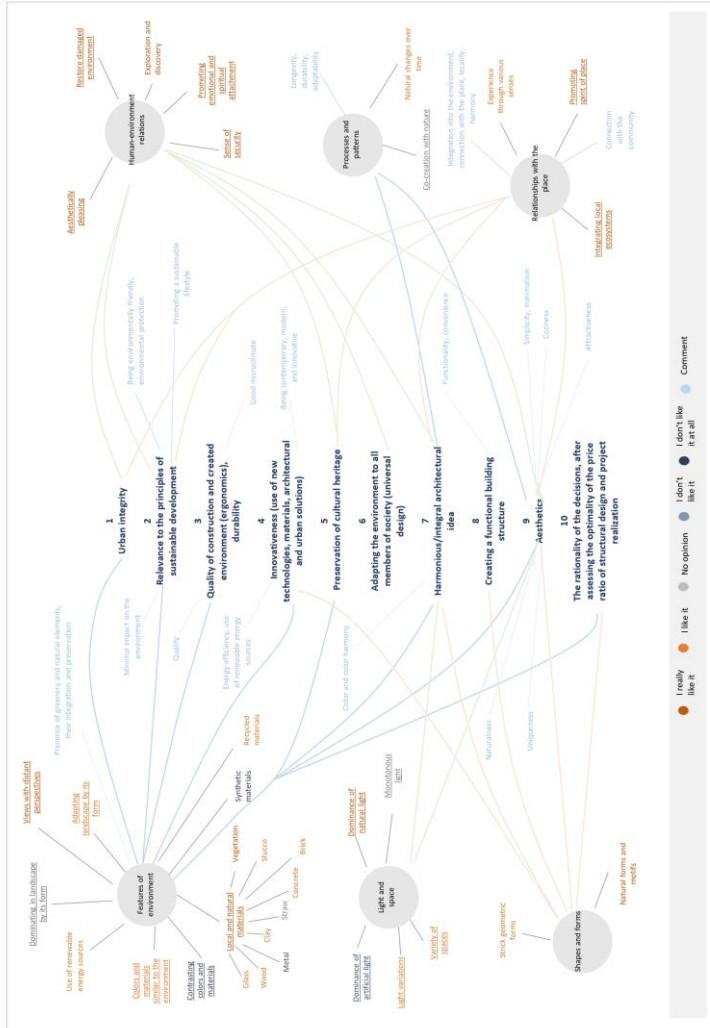 Features of
environment
Use of renewable
energy sources
Dominating in landscape
by its form
Views with distant
perspectives
Adapting
landscape by its
form
Colors and
materials
similar to the
environment
Contrasting
colors and
materials
Local and natural
materials
Glass
Wood
Metal
Clay
Straw
Concrete
Brick
Stucco
Vegetation
Synthetic
materials
Recycled
materials
Light and
space
Dominance of
artificial light
Dominance of
natural light
Monotonous
light
Light variations
Variety of
spaces
Shapes and forms
Stick geometric
forms
Natural forms and
motifs
Presence of greenery and natural elements,
their integration and preservation
Minimal impact on the
environment
Quality
Energy efficiency, use
of renewable energy
sources
Color and color harmony
Naturalness
Uniqueness
1
Urban integrity
2
Relevance to the principles of
sustainable development
3
Quality of construction and created
environment (ergonomics),
durability
4
Innovativeness (use of new
technologies, materials, architectural
and urban solutions)
5
Preservation of cultural heritage
6
Adapting the environment to all
members of society (universal
design)
7
Harmonious/integral architectural
idea
8
Creating a functional building
structure
9
Aesthetics
10
The rationality of the decisions, after
assessing the optimality of the price
ratio of structural design and project
realization
Being environmentally friendly,
environmental protection
Promoting a sustainable
lifestyle
Good microclimate
Being contemporary, modern,
and innovative
Functionality, convenience
Simplicity, minimalism
Coziness
Attractiveness
Human-environment
relations
Aesthetically
pleasing
Restore damaged
environment
Exploration and
discovery
Promoting
emotional and
spiritual
attachment
Sense of
security
Processes and
patterns
Longevity,
durability,
adaptability
Natural changes over
time
Co-creation with nature
Relationships with the
place
Integration into the environment,
connection with the place, locality,
harmony
Experience
through various
senses
Promoting
spirit of place
Connection
with the
community
Integrating local
ecosystems
I really
like it
I like it
No opinion
I don't
like it
I don't like
it at all
Comment